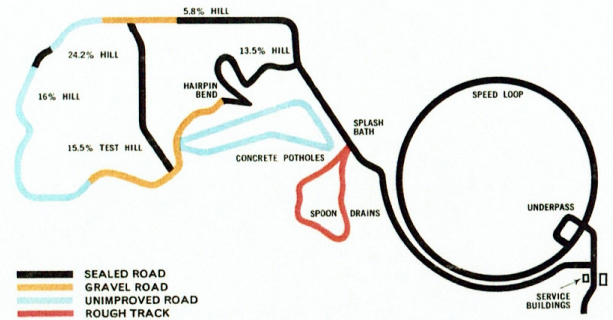 5.8% HILL
24.2% HILL
13.5% HILL
16% HILL
HAIRPIN
BEND
SPEED LOOP
SPLASH
BATH
15.5% TEST HILL
CONCRETE POTHOLES
SPOON DRAINS
UNDERPASS
SEALED ROAD
GRAVEL ROAD
UNIMPROVED ROAD
ROUGH TRACK
SERVICE
BUILDINGS